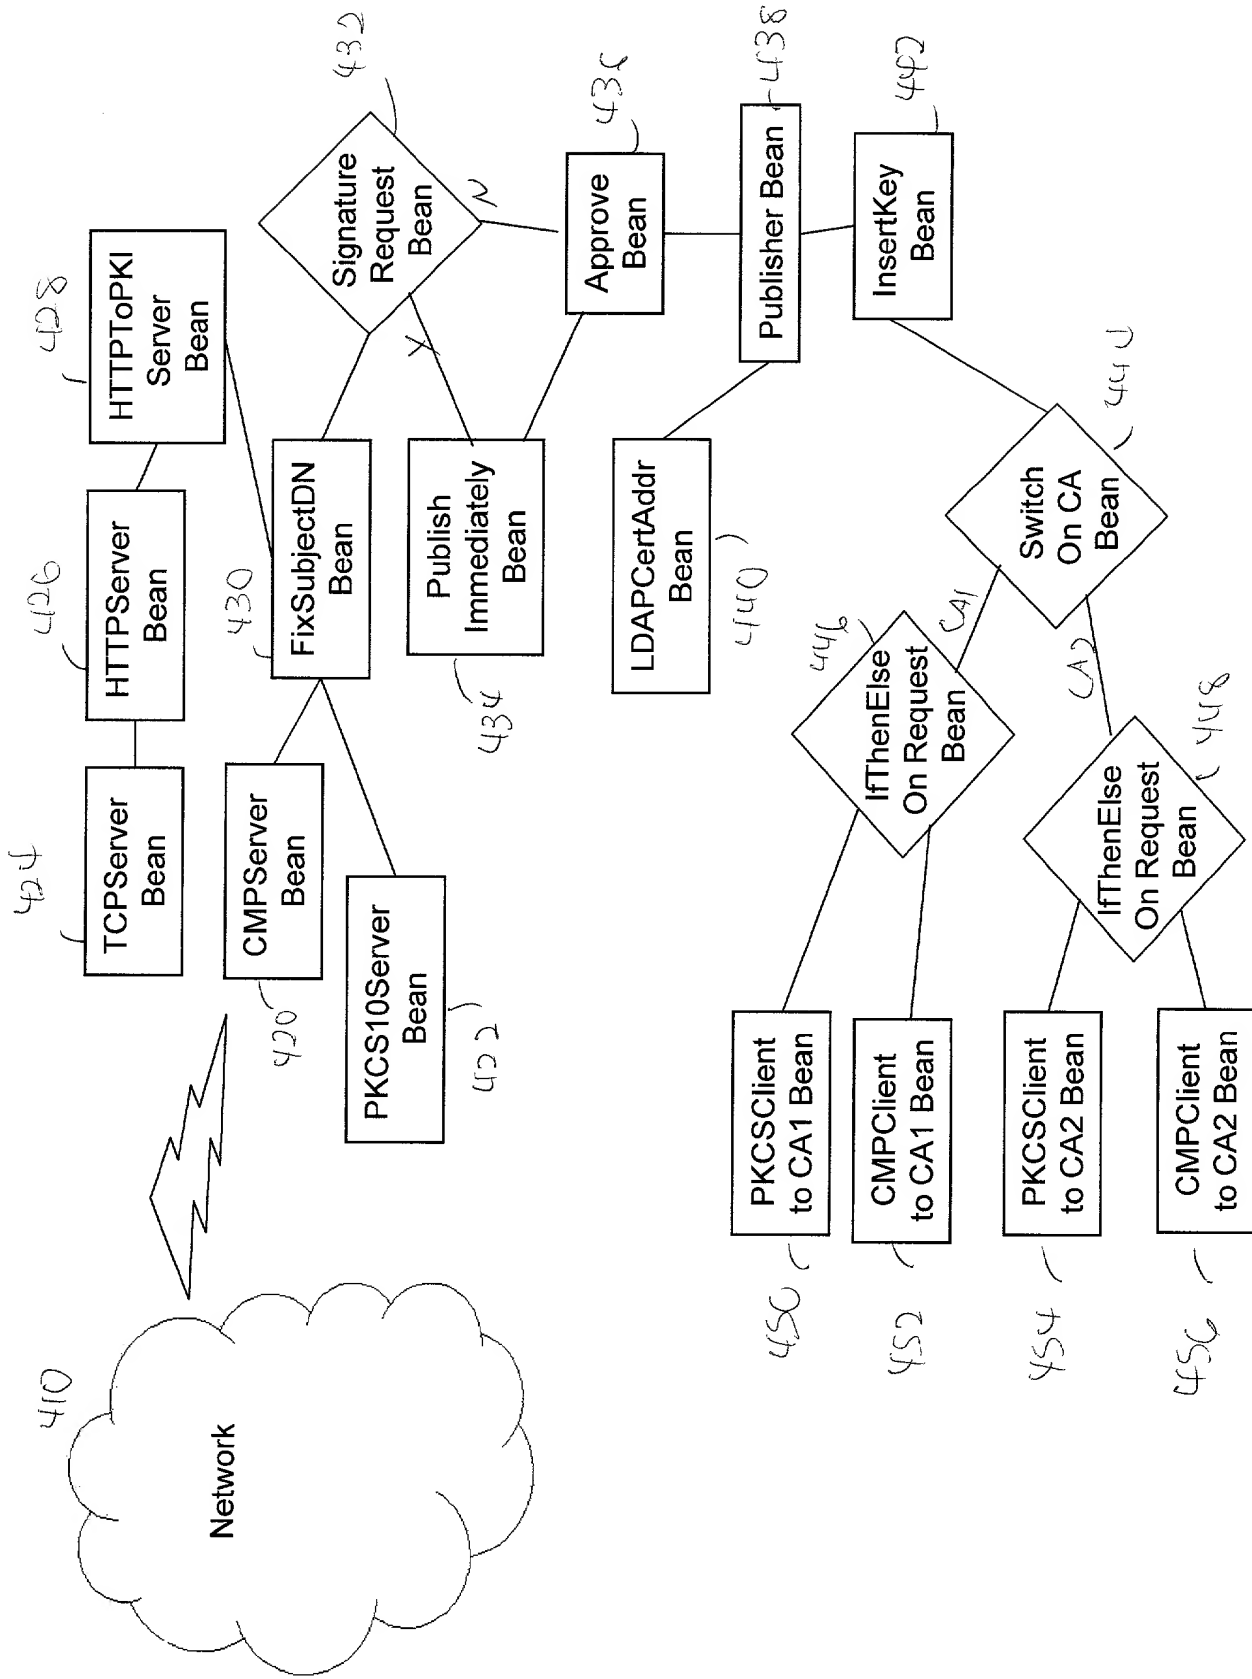 410
Network
424
TCPServer
Bean
426
HTTPServer
Bean
428
HTTPToPKI
Server
Bean
420
CMPServer
Bean
422
PKCS10Server
Bean
430
FixSubjectDN
Bean
432
Signature
Request
Bean
Y
N
434
Publish
Immediately
Bean
436
Approve
Bean
438
Publisher Bean
440
LDAPCertAddr
Bean
442
InsertKey
Bean
444
Switch
On CA
Bean
CA1
CA2
446
IfThenElse
On Request
Bean
448
IfThenElse
On Request
Bean
450
PKCSClient
to CA1 Bean
452
CMPClient
to CA1 Bean
454
PKCSClient
to CA2 Bean
456
CMPClient
to CA2 Bean